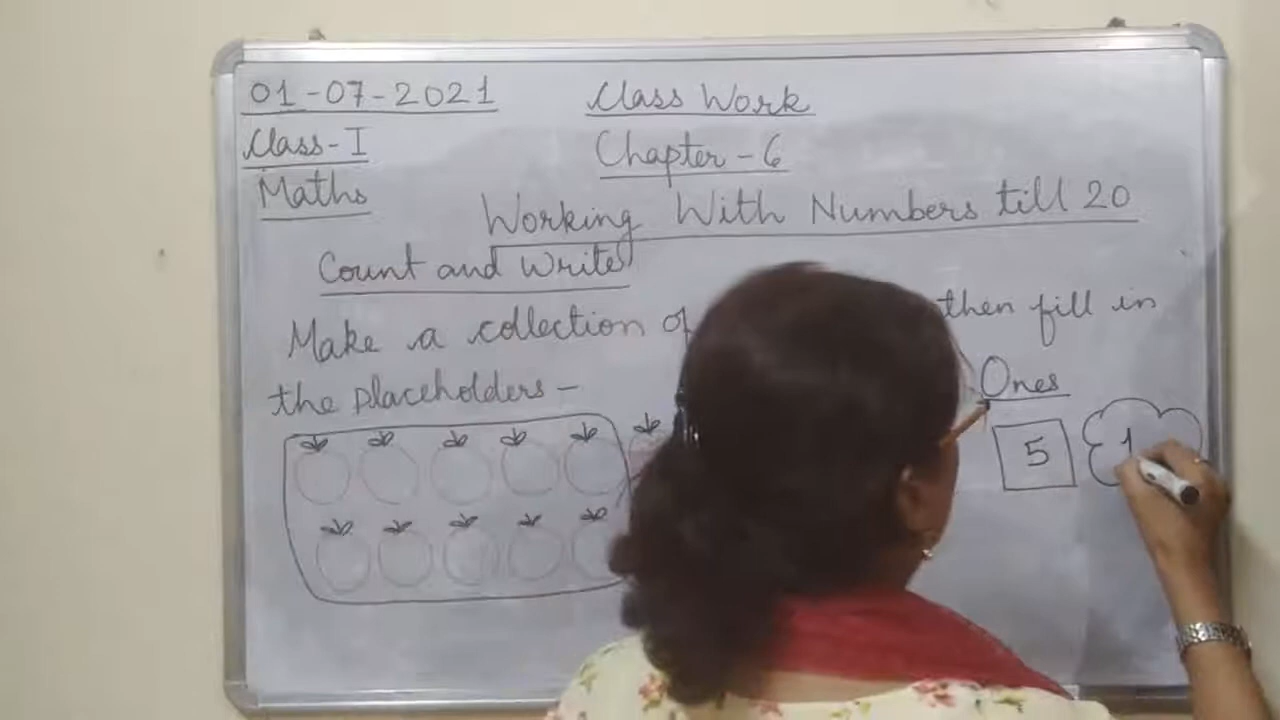 01-07-2021 Class Work
Class-I Chapter-6
Maths
Working With Numbers till 20
Count and Write
Make a collection of then fill in
the Placeholders-
Ones
5 1